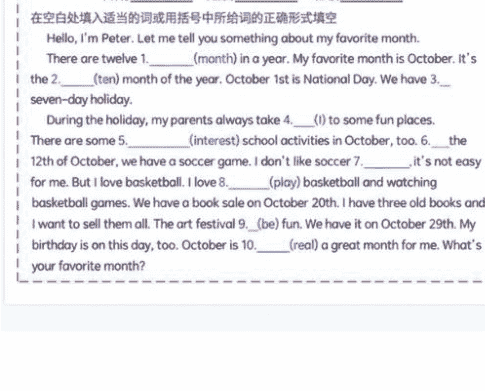 在空白处填入适当的词或用括号中所给词的正确形式填空
Hello, I'm Peter. Let me tell you something about my favorite month.
There are twelve 1.______(month) in a year. My favorite month is October. It's
the 2._____(ten) month of the year. October 1st is National Day. We have 3.__
seven-day holiday.
During the holiday, my parents always take 4.___(I) to some fun places.
There are some 5.__________(interest) school activities in October, too. 6.___the
12th of October, we have a soccer game. I don't like soccer 7.________, it's not easy
for me. But I love basketball. I love 8.______(play) basketball and watching
basketball games. We have a book sale on October 20th. I have three old books and
I want to sell them all. The art festival 9.__(be) fun. We have it on October 29th. My
birthday is on this day, too. October is 10._____(real) a great month for me. What's
your favorite month?